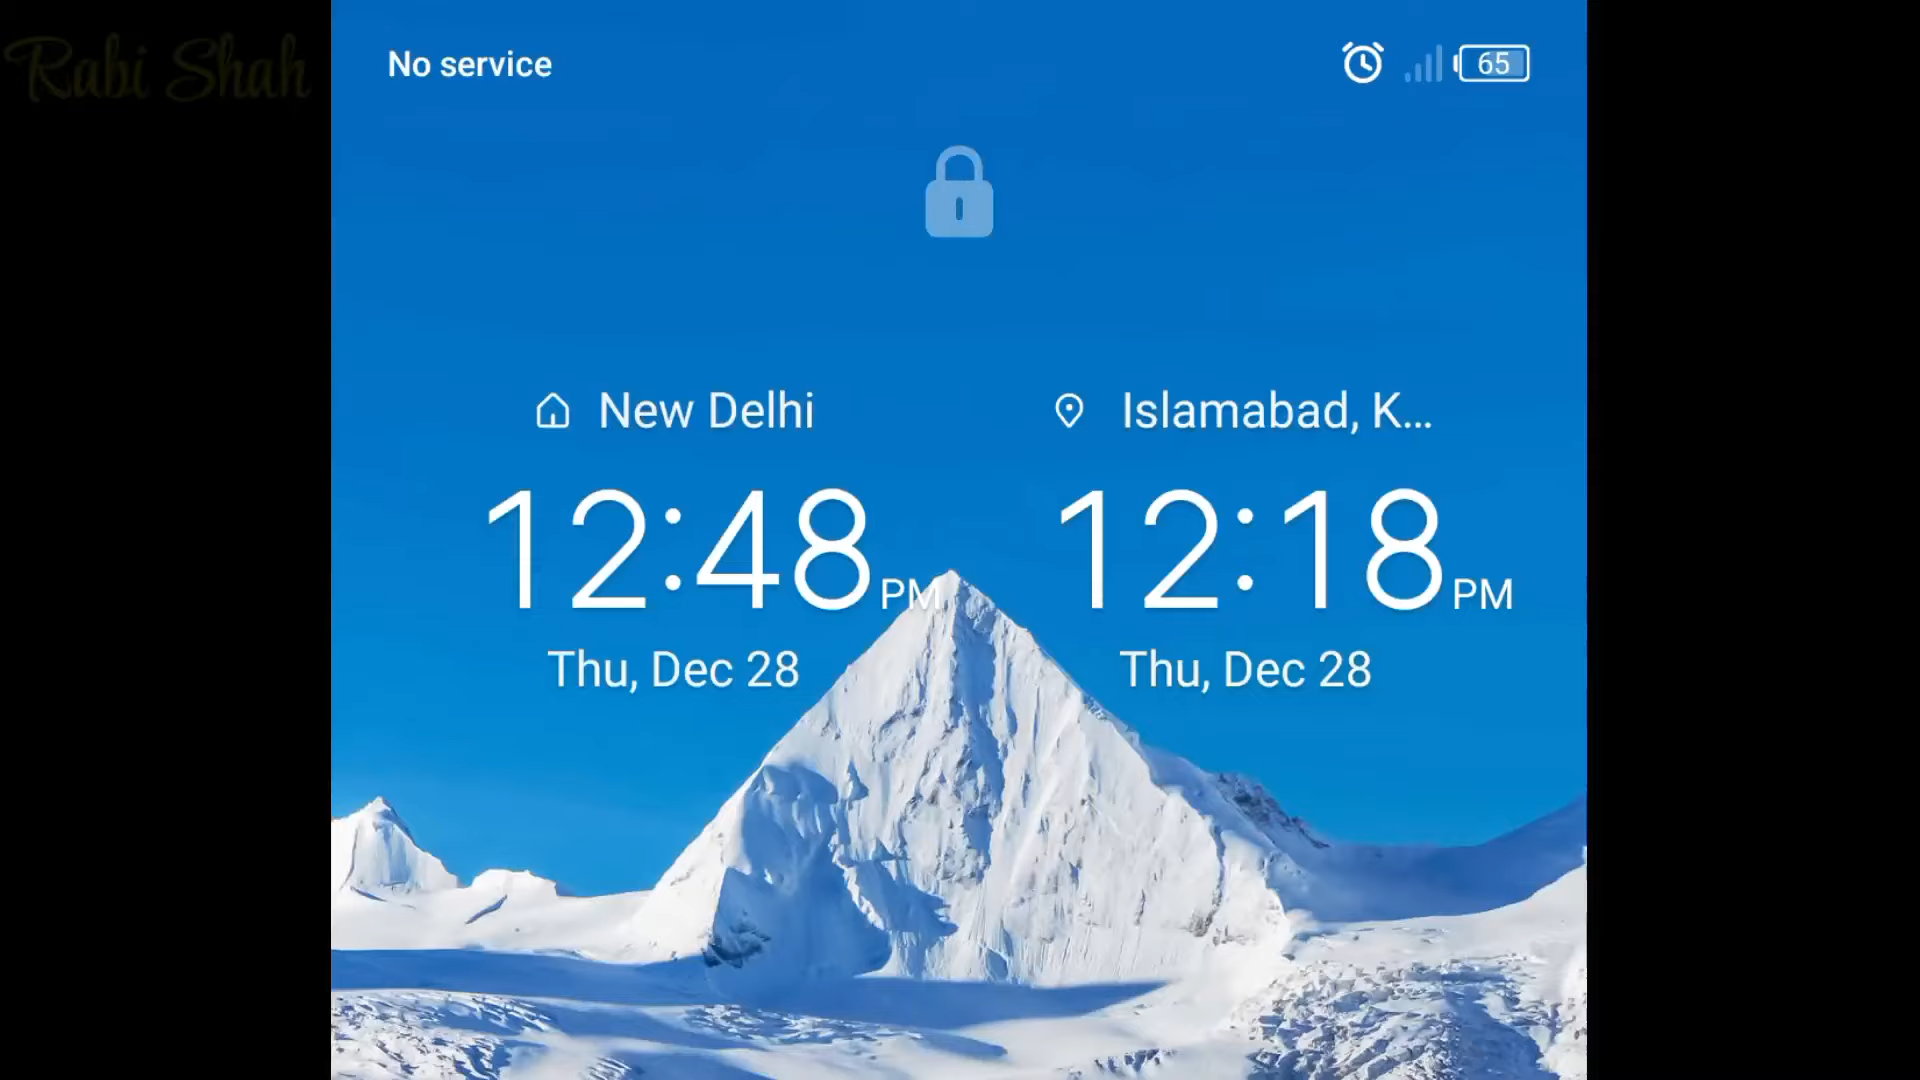 Rabi Shah
No service
65
New Delhi
Islamabad, K...
12:48 PM
12:18 PM
Thu, Dec 28
Thu, Dec 28